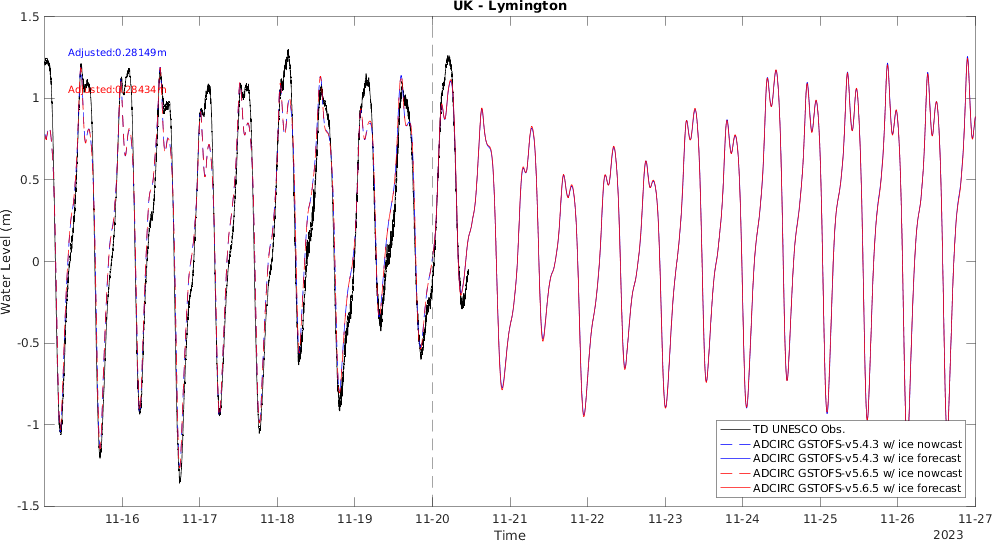 UK - Lymington
1.5
1
0.5
0
-0.5
-1
-1.5
Water Level (m)
Adjusted:0.28149m
Adjusted:0.28434m
TD UNESCO Obs.
ADCIRC GSTOFS-v5.4.3 w/ ice nowcast
ADCIRC GSTOFS-v5.4.3 w/ ice forecast
ADCIRC GSTOFS-v5.6.5 w/ ice nowcast
ADCIRC GSTOFS-v5.6.5 w/ ice forecast
11-16 11-17 11-18 11-19 11-20 11-21 11-22 11-23 11-24 11-25 11-26 11-27
Time
2023